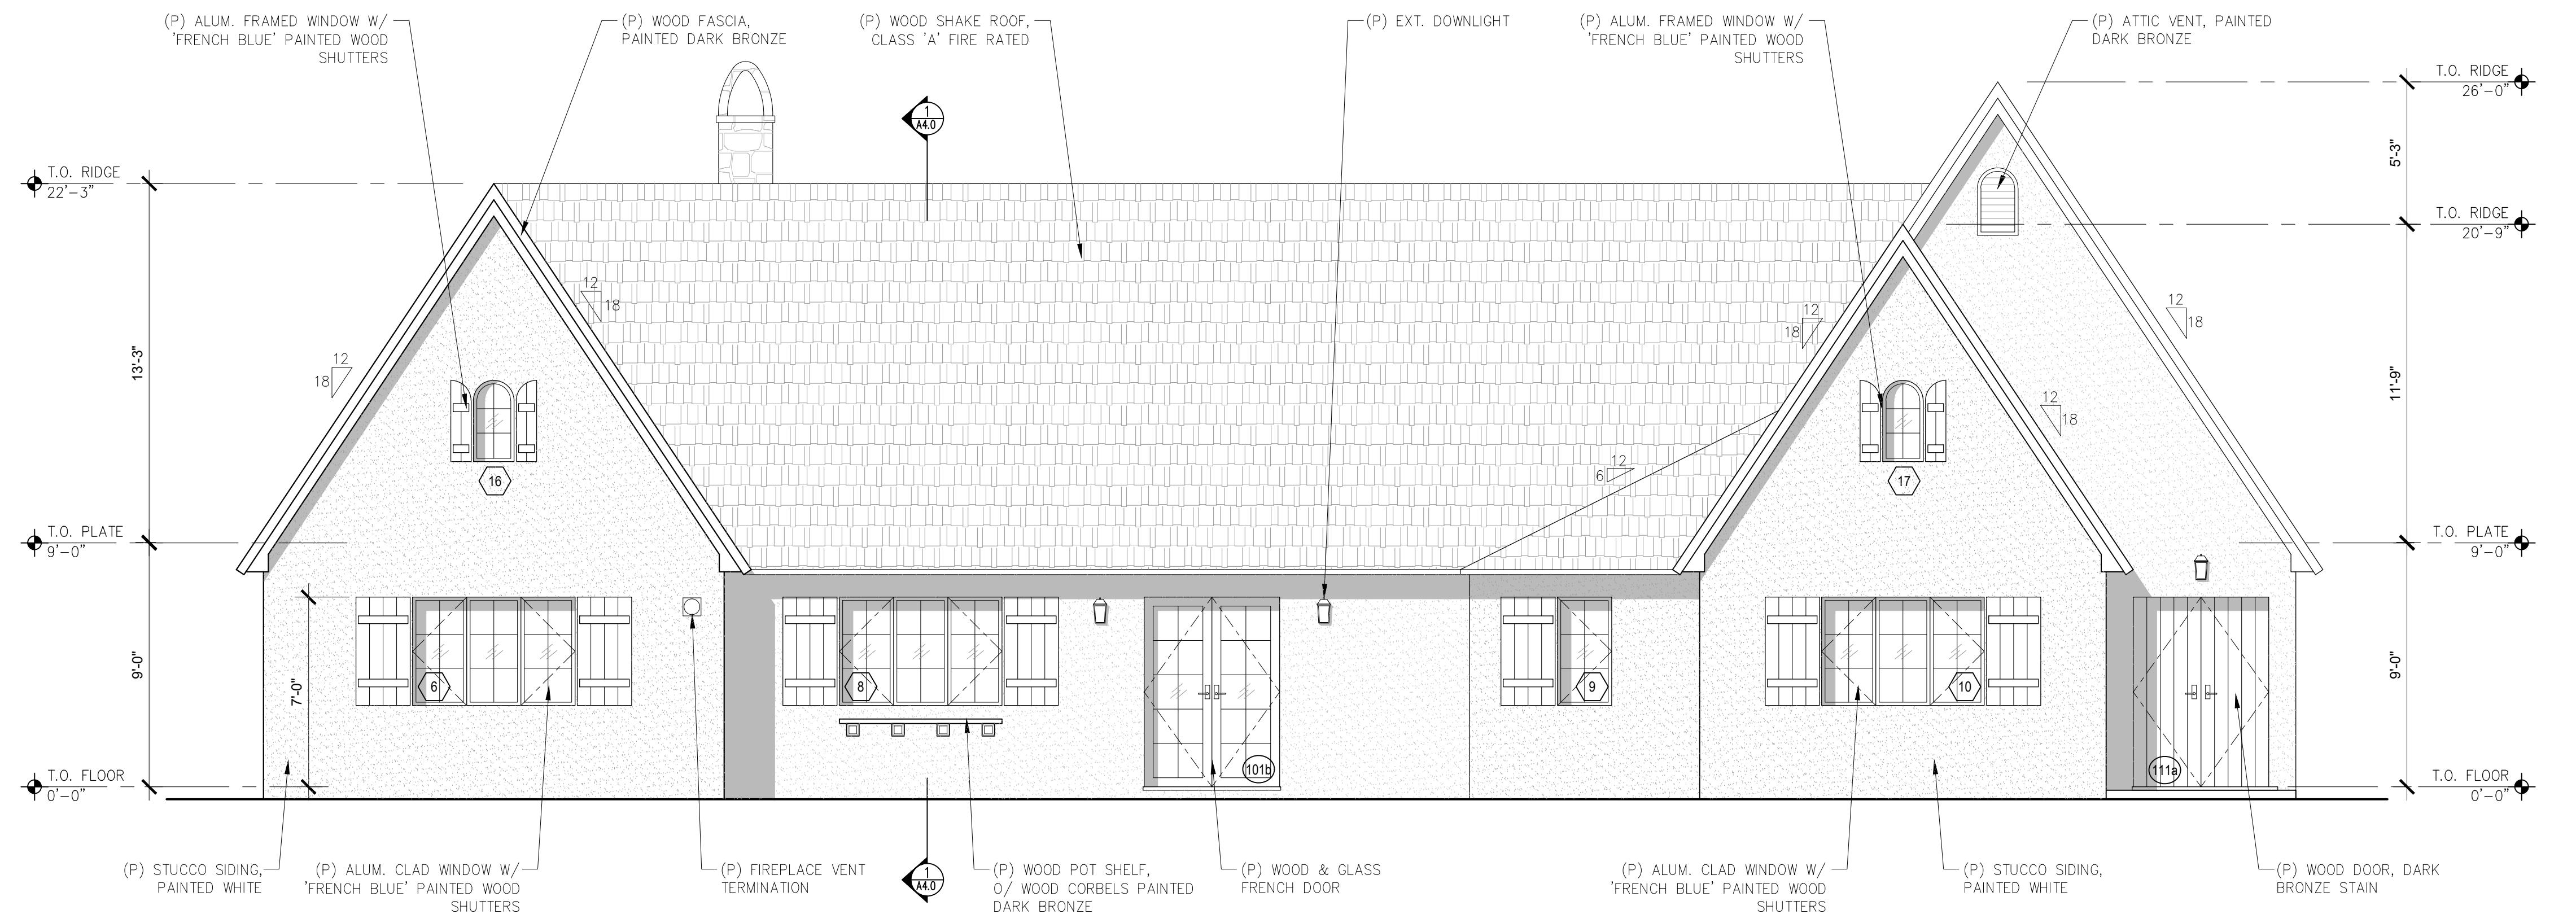 (P) ALUM. FRAMED WINDOW W/
'FRENCH BLUE' PAINTED WOOD
SHUTTERS
(P) WOOD FASCIA,
PAINTED DARK BRONZE
(P) WOOD SHAKE ROOF,
CLASS 'A' FIRE RATED
(P) EXT. DOWNLIGHT
(P) ALUM. FRAMED WINDOW W/
'FRENCH BLUE' PAINTED WOOD
SHUTTERS
(P) ATTIC VENT, PAINTED
DARK BRONZE
T.O. RIDGE
26'-0"
1
A4.0
5'-3"
T.O. RIDGE
22'-3"
T.O. RIDGE
20'-9"
12
18
12
18
12
18
12
18
12
18
12
6
13'-3"
11'-9"
16
17
T.O. PLATE
9'-0"
T.O. PLATE
9'-0"
9'-0"
7'-0"
6
8
9
10
9'-0"
101b
111a
T.O. FLOOR
0'-0"
T.O. FLOOR
0'-0"
(P) STUCCO SIDING,
PAINTED WHITE
(P) ALUM. CLAD WINDOW W/
'FRENCH BLUE' PAINTED WOOD
SHUTTERS
(P) FIREPLACE VENT
TERMINATION
1
A4.0
(P) WOOD POT SHELF,
O/ WOOD CORBELS PAINTED
DARK BRONZE
(P) WOOD & GLASS
FRENCH DOOR
(P) ALUM. CLAD WINDOW W/
'FRENCH BLUE' PAINTED WOOD
SHUTTERS
(P) STUCCO SIDING,
PAINTED WHITE
(P) WOOD DOOR, DARK
BRONZE STAIN